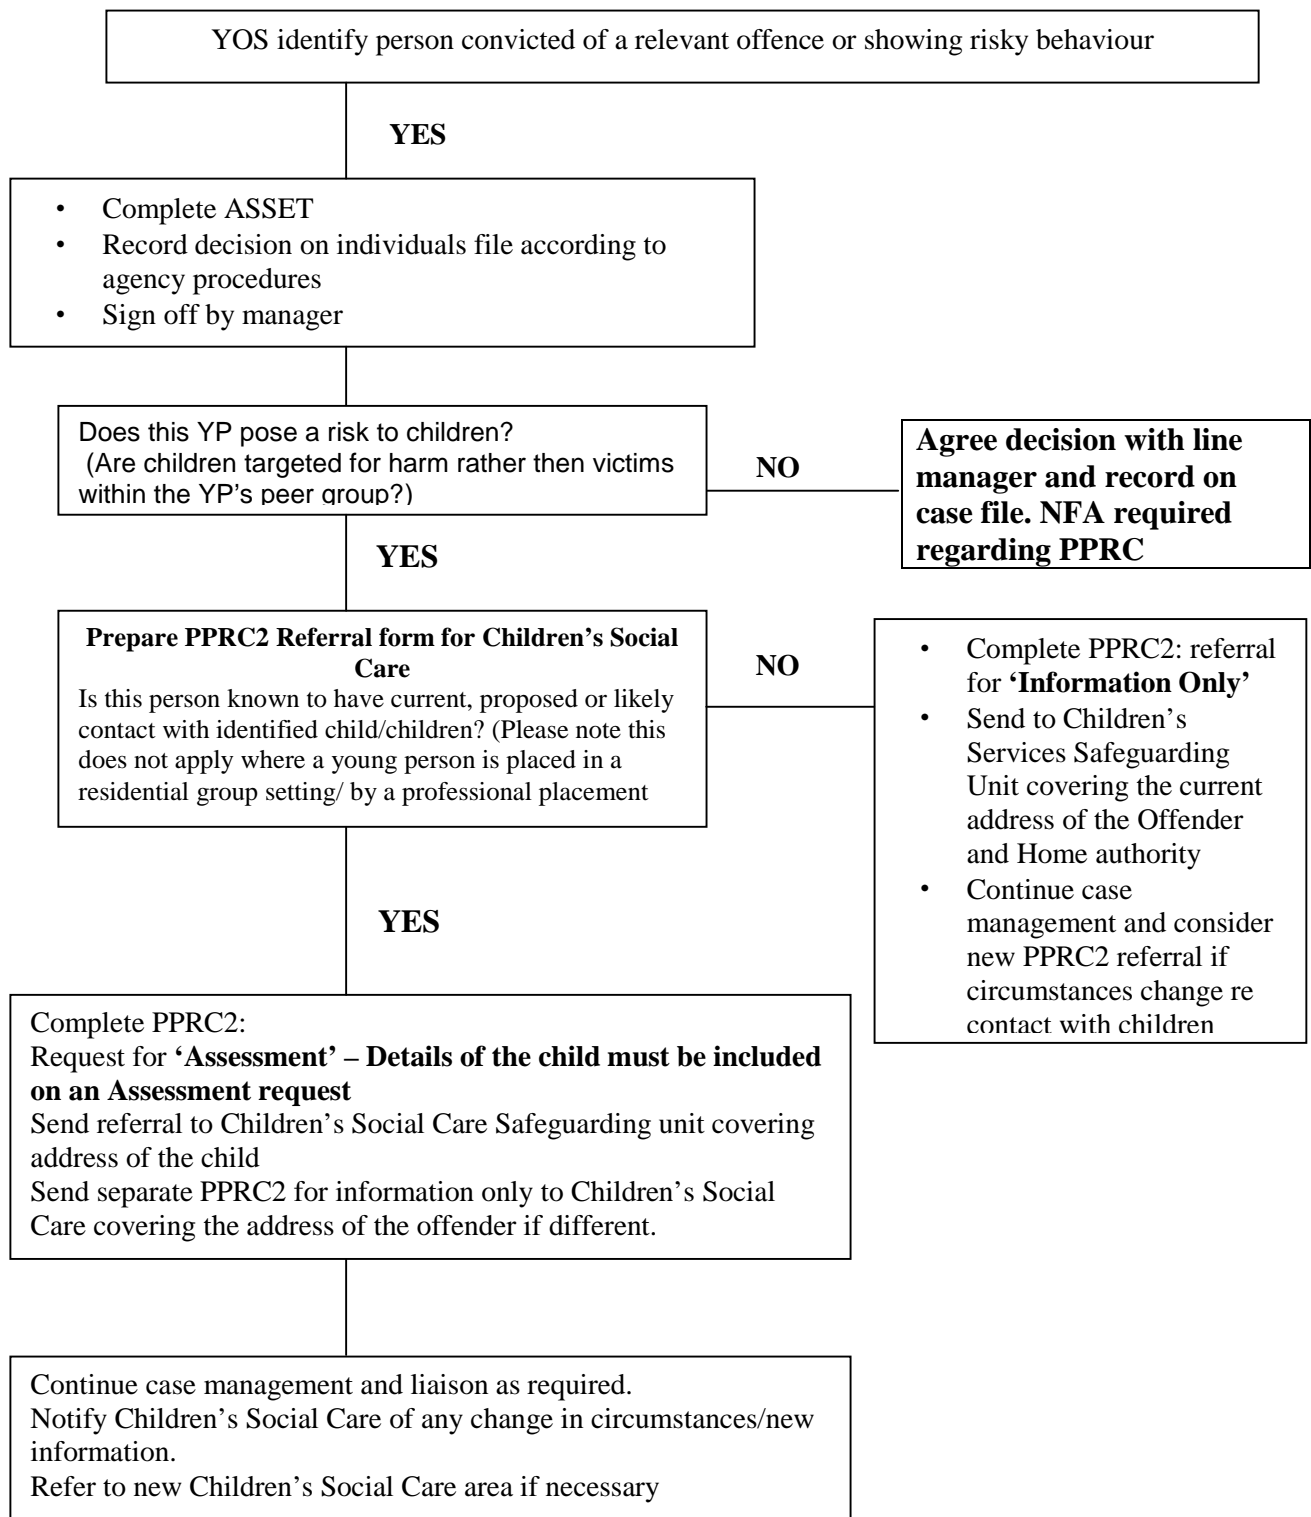 YOS identify person convicted of a relevant offence or showing risky behaviour
YES
• Complete ASSET
• Record decision on individuals file according to
agency procedures
• Sign off by manager
Does this YP pose a risk to children?
(Are children targeted for harm rather then victims
within the YP's peer group?)
NO
Agree decision with line
manager and record on
case file. NFA required
regarding PPRC
YES
Prepare PPRC2 Referral form for Children's Social
Care
Is this person known to have current, proposed or likely
contact with identified child/children? (Please note this
does not apply where a young person is placed in a
residential group setting/ by a professional placement
NO
• Complete PPRC2: referral
for 'Information Only'
• Send to Children's
Services Safeguarding
Unit covering the current
address of the Offender
and Home authority
• Continue case
management and consider
new PPRC2 referral if
circumstances change re
contact with children
YES
Complete PPRC2:
Request for 'Assessment' – Details of the child must be included
on an Assessment request
Send referral to Children's Social Care Safeguarding unit covering
address of the child
Send separate PPRC2 for information only to Children's Social
Care covering the address of the offender if different.
Continue case management and liaison as required.
Notify Children's Social Care of any change in circumstances/new
information.
Refer to new Children's Social Care area if necessary